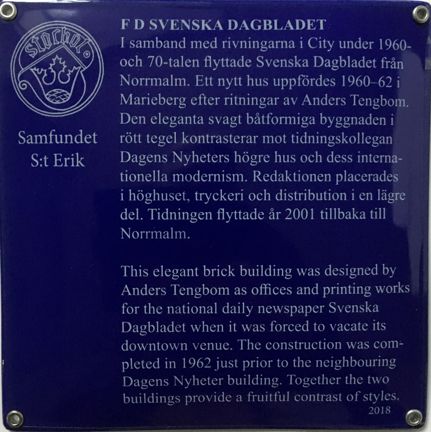 F D SVENSKA DAGBLADET
I samband med rivningarna i City under 1960-
och 70-talen flyttade Svenska Dagbladet från
Norrmalm. Ett nytt hus uppfördes 1960–62 i
Marieberg efter ritningar av Anders Tengbom.
Den eleganta svagt båtformiga byggnaden i
rött tegel kontrasterar mot tidningskollegan
Dagens Nyheters högre hus och dess interna-
tionella modernism. Redaktionen placerades
i höghuset, tryckeri och distribution i en lägre
del. Tidningen flyttade år 2001 tillbaka till
Norrmalm.
This elegant brick building was designed by
Anders Tengbom as offices and printing works
for the national daily newspaper Svenska
Dagbladet when it was forced to vacate its
downtown venue. The construction was com-
pleted in 1962 just prior to the neighbouring
Dagens Nyheter building. Together the two
buildings provide a fruitful contrast of styles.
2018
Samfundet
S:t Erik